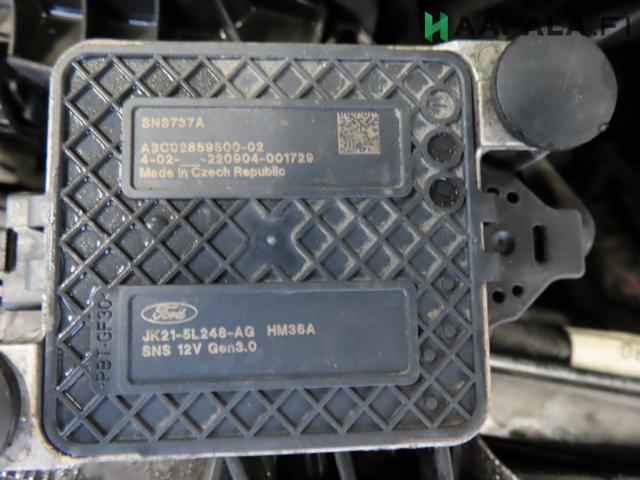 HAAPALA.FI
SNS737A
A3C02859500-02
4-02-__-220904-001729
Made in Czech Republic
Ford
JK21-5L248-AG HM36A
SNS 12V Gen3.0
>PBT-GF30<